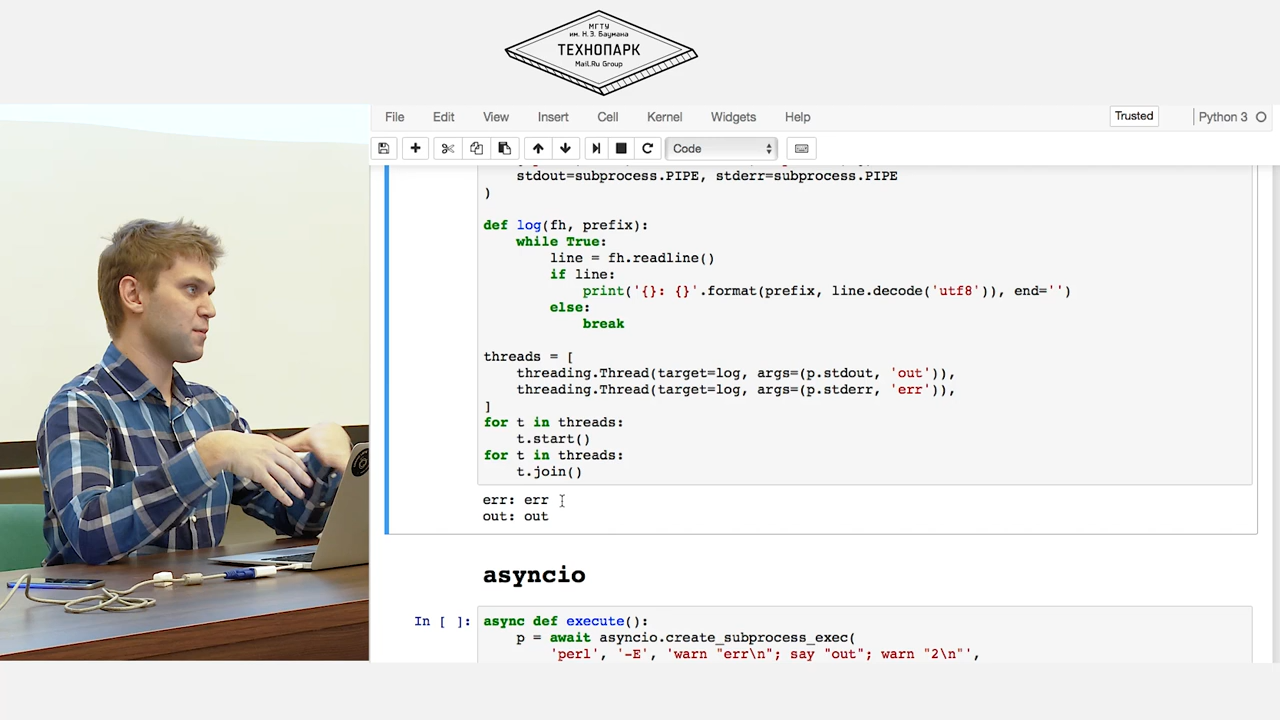 МГТУ
им. Н.Э. Баумана
ТЕХНОПАРК
Mail.Ru Group
File Edit View Insert Cell Kernel Widgets Help Trusted Python 3
Code
stdout=subprocess.PIPE, stderr=subprocess.PIPE
)
def log(fh, prefix):
while True:
line = fh.readline()
if line:
print('{}: {}'.format(prefix, line.decode('utf8')), end='')
else:
break
threads = [
threading.Thread(target=log, args=(p.stdout, 'out')),
threading.Thread(target=log, args=(p.stderr, 'err')),
]
for t in threads:
t.start()
for t in threads:
t.join()
err: err
out: out
asyncio
In [ ]: async def execute():
p = await asyncio.create_subprocess_exec(
'perl', '-E', 'warn "err\n"; say "out"; warn "2\n"',